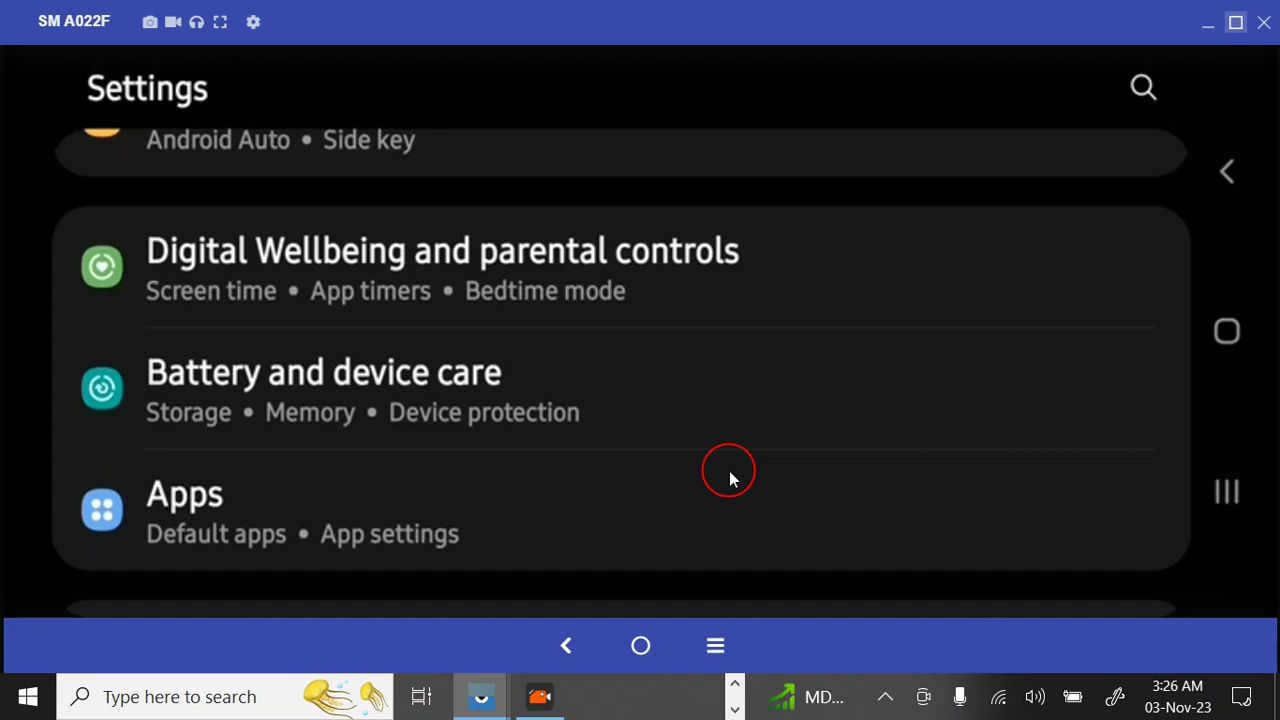 SM A022F
Settings
Android Auto • Side key
Digital Wellbeing and parental controls
Screen time • App timers • Bedtime mode
Battery and device care
Storage • Memory • Device protection
Apps
Default apps • App settings
Type here to search
MD...
3:26 AM
03-Nov-23